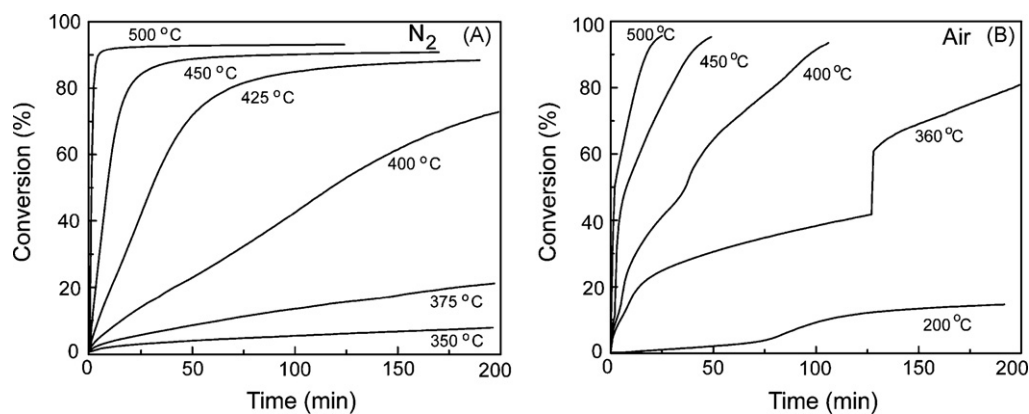 N2 (A)
500 °C
450 °C
425 °C
400 °C
375 °C
350 °C
Conversion (%)
100
80
60
40
20
0
0 50 100 150 200
Time (min)
Air (B)
500 °C
450 °C
400 °C
360 °C
200 °C
Conversion (%)
100
80
60
40
20
0
0 50 100 150 200
Time (min)